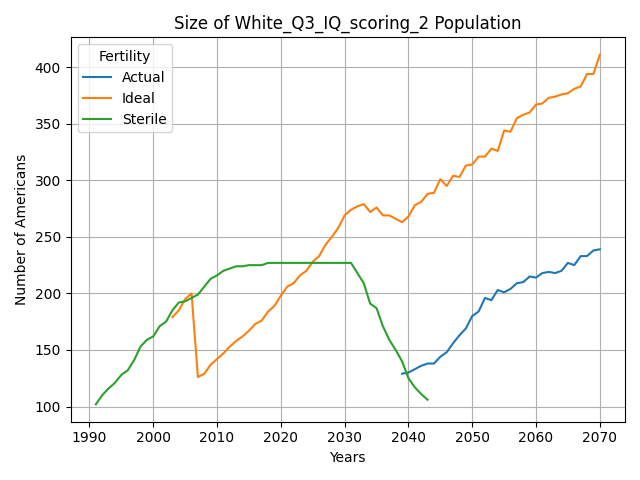 Size of White_Q3_IQ_scoring_2 Population
Fertility
Actual
Ideal
Sterile
Number of Americans
400
350
300
250
200
150
100
1990 2000 2010 2020 2030 2040 2050 2060 2070
Years